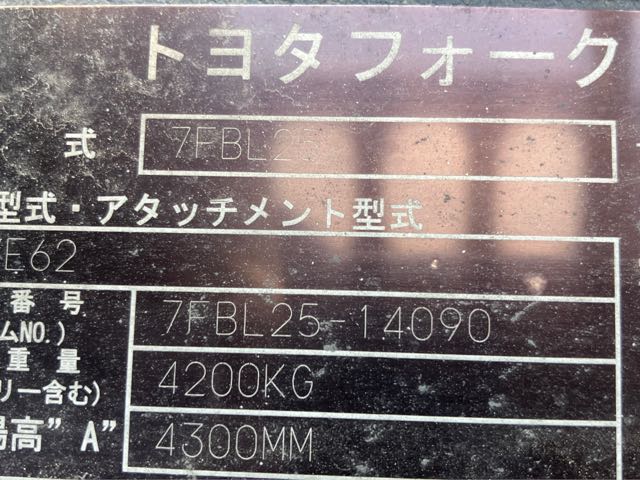 トヨタフォーク
式 7FBL25
型式・アタッチメント型式
E62
番号 7FBL25-14090
ムNO.)
重量 4200KG
リー含む)
揚高"A" 4300MM